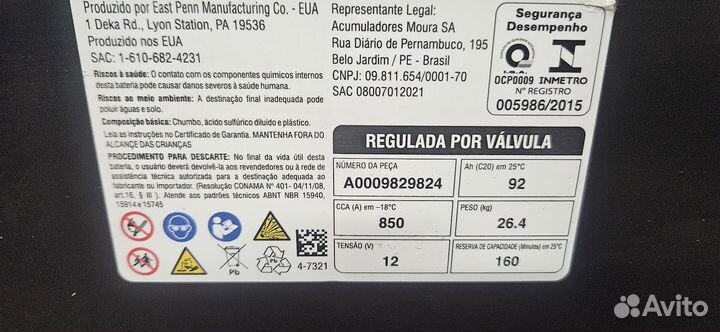 Produzido por East Penn Manufacturing Co. - EUA
1 Deka Rd., Lyon Station, PA 19536
Produzido nos EUA
SAC: 1-610-682-4231
Riscos à saúde: O contato com os componentes químicos internos
desta bateria pode causar danos severos à saúde humana.
Riscos ao meio ambiente: A destinação final inadequada pode
poluir águas e solo.
Composição básica: Chumbo, ácido sulfúrico diluído e plástico.
Leia as instruções no Certificado de Garantia. MANTENHA FORA DO
ALCANCE DAS CRIANÇAS
PROCEDIMENTO PARA DESCARTE: No final da vida útil desta
bateria, o usuário deverá devolvê-la aos revendedores ou à rede de
assistência técnica autorizada para a destinação adequada ao
fabricante ou importador. (Resolução CONAMA Nº 401- 04/11/08,
art.16, § III ). Atende aos padrões técnicos ABNT NBR 15940,
15914 e 15745
Pb
Pb
4-7321
Representante Legal:
Acumuladores Moura SA
Rua Diário de Pernambuco, 195
Belo Jardim / PE - Brasil
CNPJ: 09.811.654/0001-70
SAC 08007012021
Segurança
Desempenho
OCP0009 INMETRO
Nº REGISTRO
005986/2015
REGULADA POR VÁLVULA
NÚMERO DA PEÇA
A0009829824
Ah (C20) em 25°C
92
CCA (A) em -18°C
850
PESO (kg)
26.4
TENSÃO (V)
12
RESERVA DE CAPACIDADE (Minutos) em 25°C
160
Avito